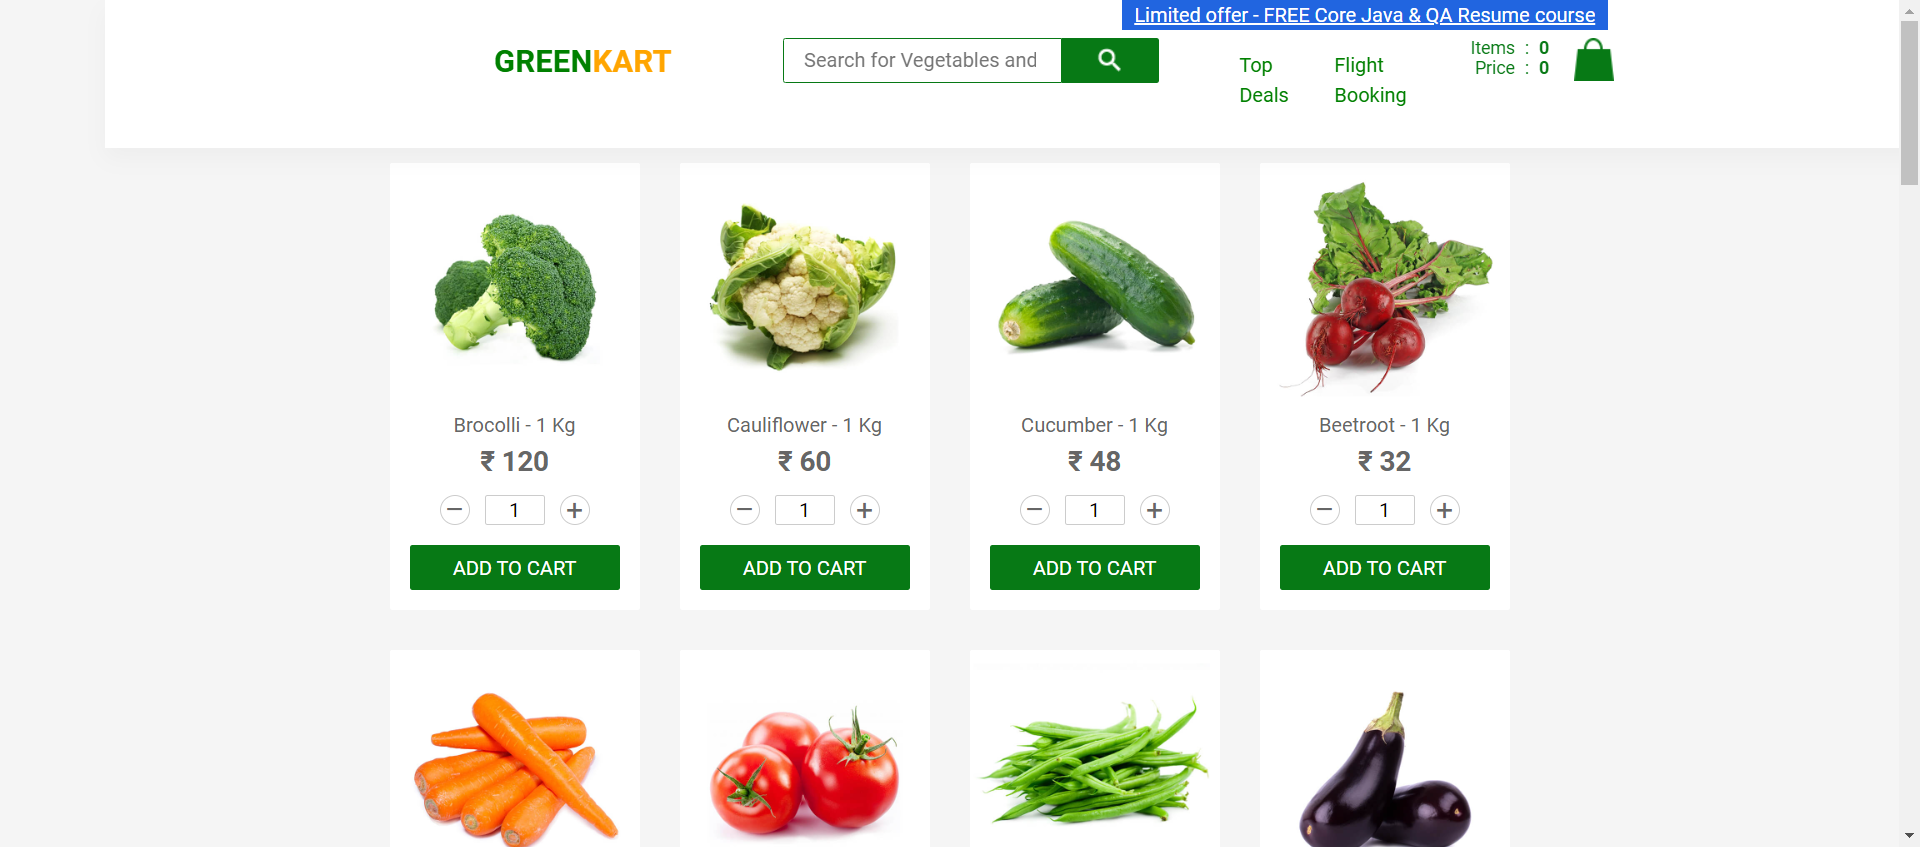 Limited offer - FREE Core Java & QA Resume course
GREENKART
Search for Vegetables and
Top
Deals
Flight
Booking
Items : 0
Price : 0
Brocolli - 1 Kg
₹ 120
1
ADD TO CART
Cauliflower - 1 Kg
₹ 60
1
ADD TO CART
Cucumber - 1 Kg
₹ 48
1
ADD TO CART
Beetroot - 1 Kg
₹ 32
1
ADD TO CART